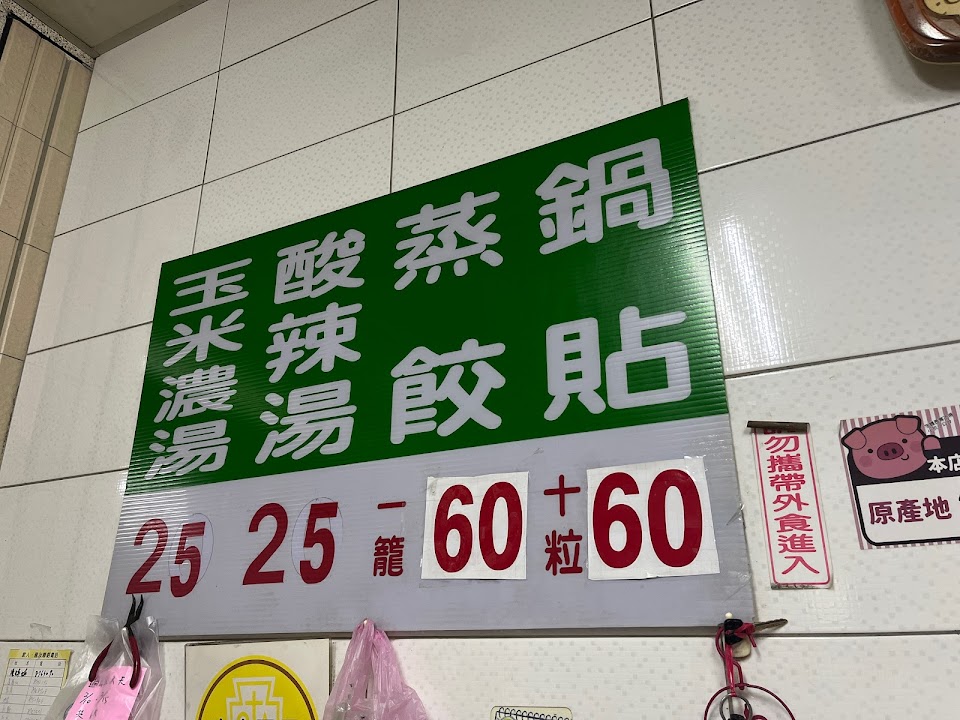 鍋貼
十粒 60
蒸餃
一籠 60
酸辣湯
25
玉米濃湯
25
勿攜帶外食進入
本店
原產地